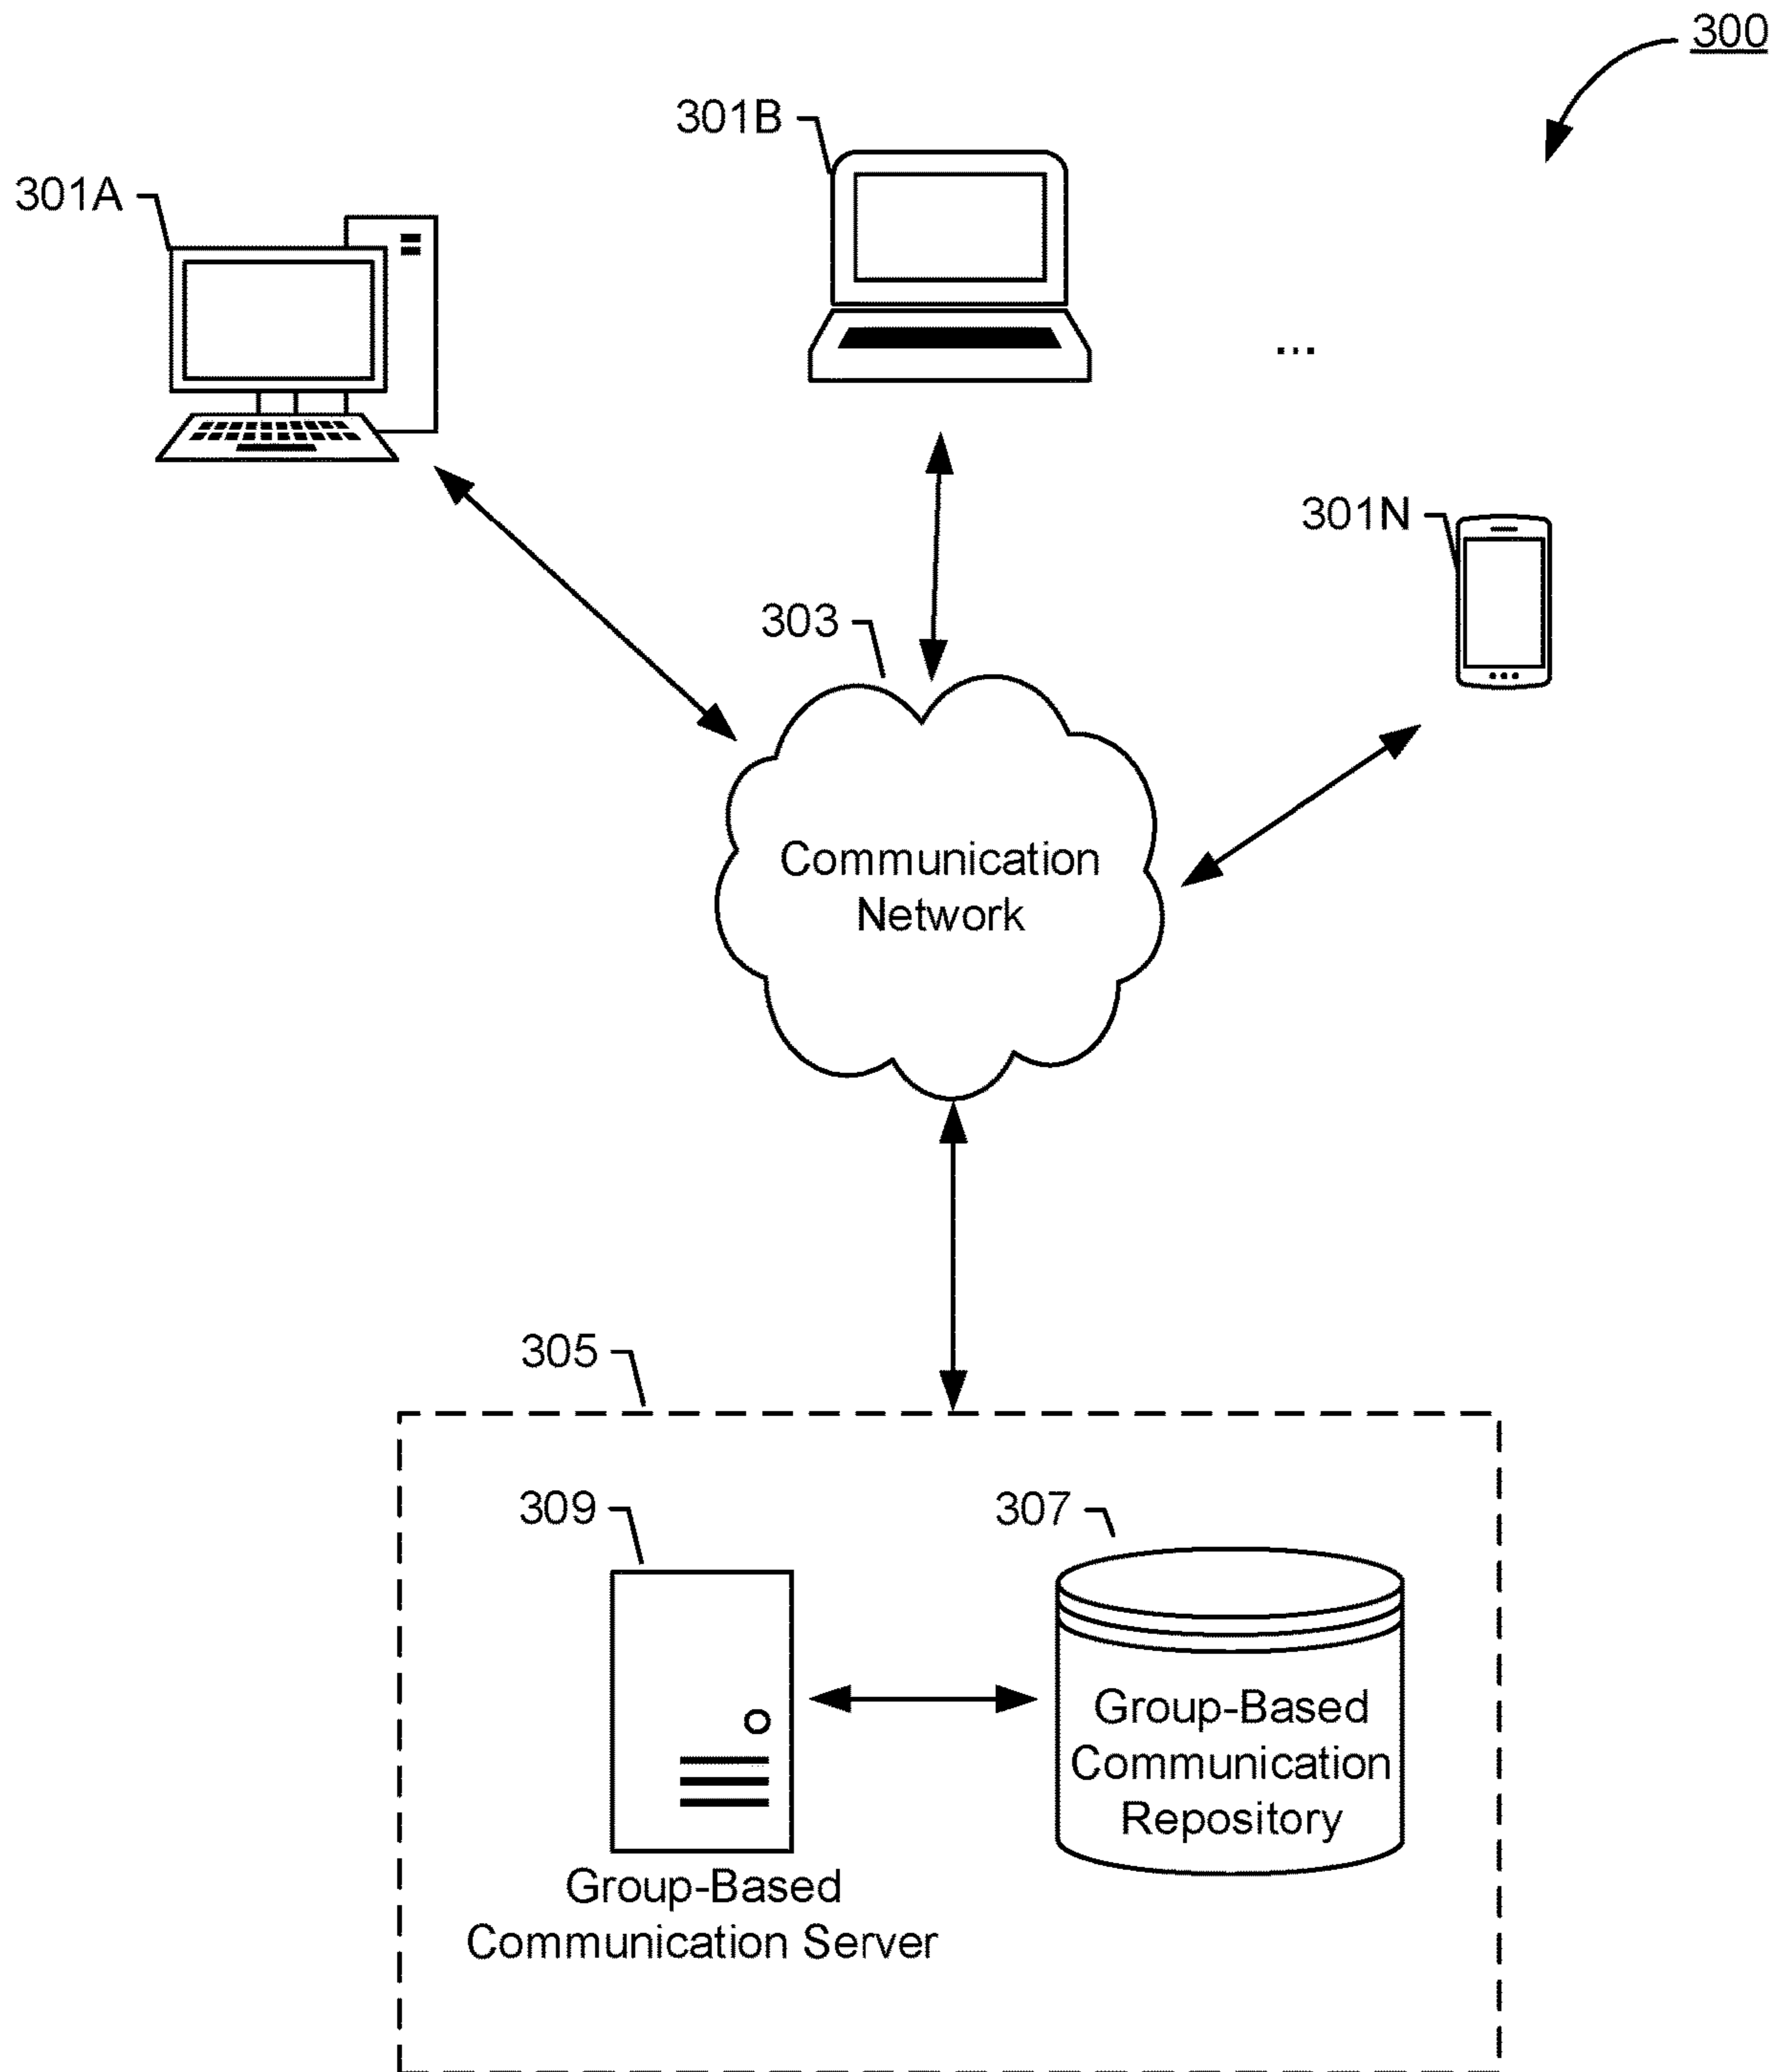 300
301B
301A
...
301N
303
Communication
Network
305
309
307
Group-Based
Communication
Repository
Group-Based
Communication Server